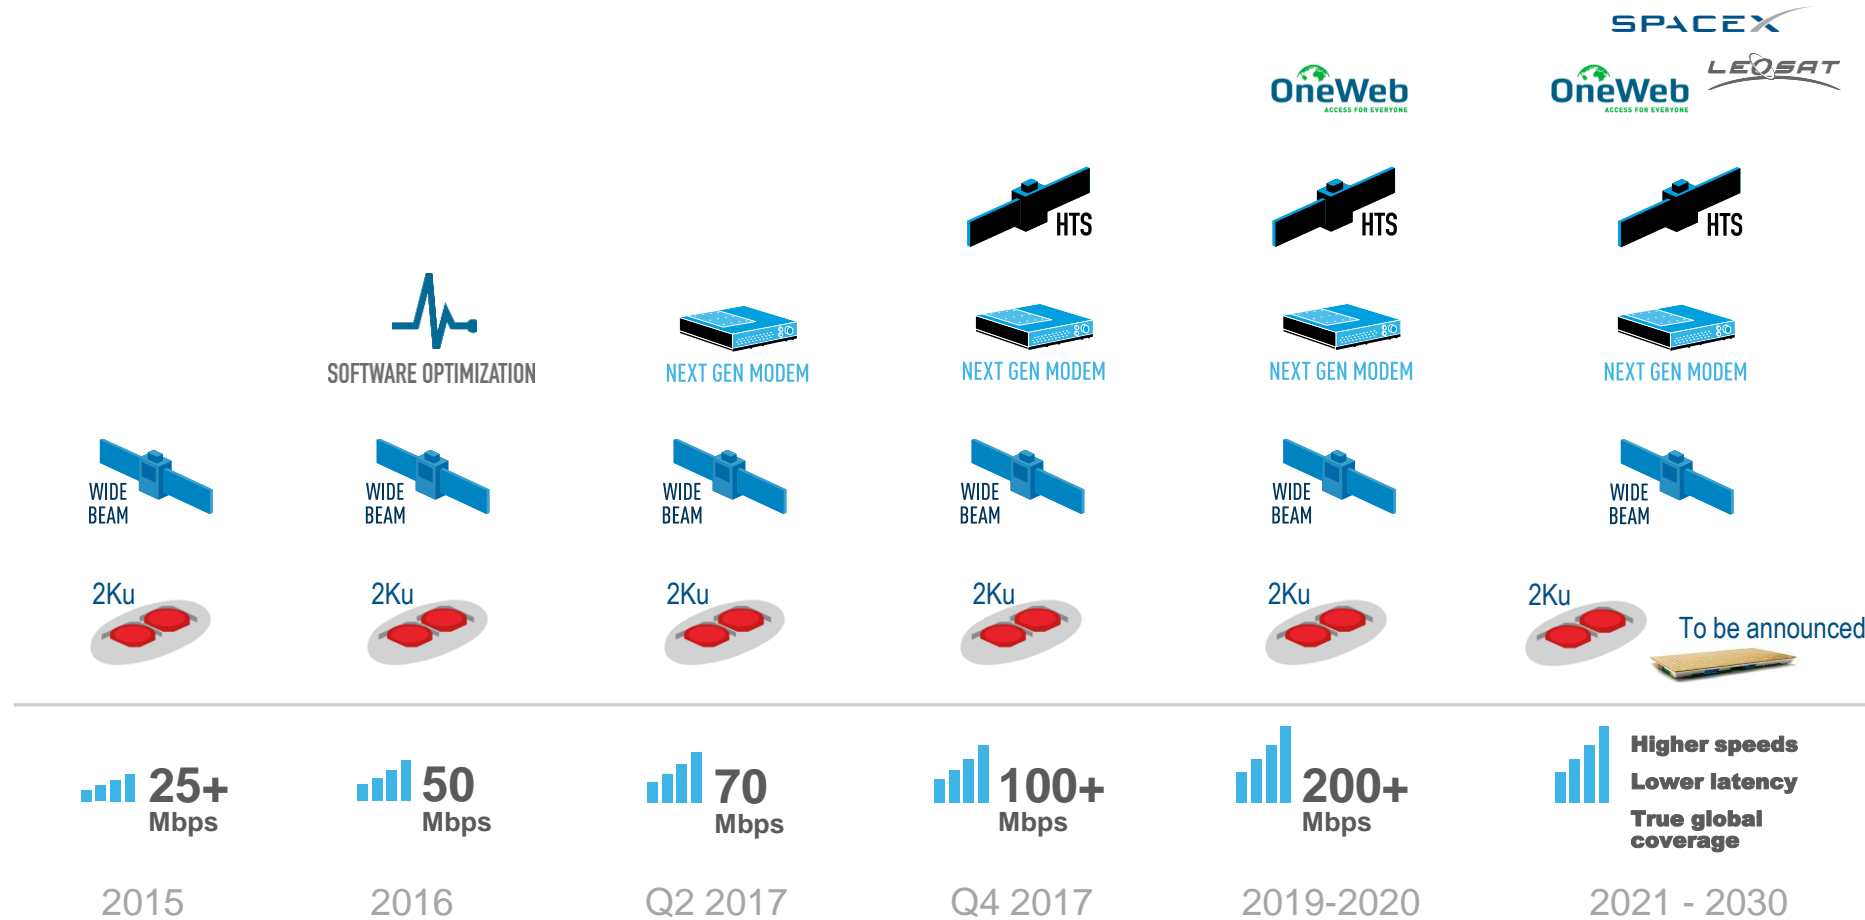 SPACEX
OneWeb
ACCESS FOR EVERYONE
OneWeb
ACCESS FOR EVERYONE
LEOSAT
HTS
HTS
HTS
SOFTWARE OPTIMIZATION
NEXT GEN MODEM
NEXT GEN MODEM
NEXT GEN MODEM
NEXT GEN MODEM
WIDE
BEAM
WIDE
BEAM
WIDE
BEAM
WIDE
BEAM
WIDE
BEAM
WIDE
BEAM
2Ku
2Ku
2Ku
2Ku
2Ku
2Ku
To be announced
25+
Mbps
50
Mbps
70
Mbps
100+
Mbps
200+
Mbps
Higher speeds
Lower latency
True global
coverage
2015
2016
Q2 2017
Q4 2017
2019-2020
2021 - 2030